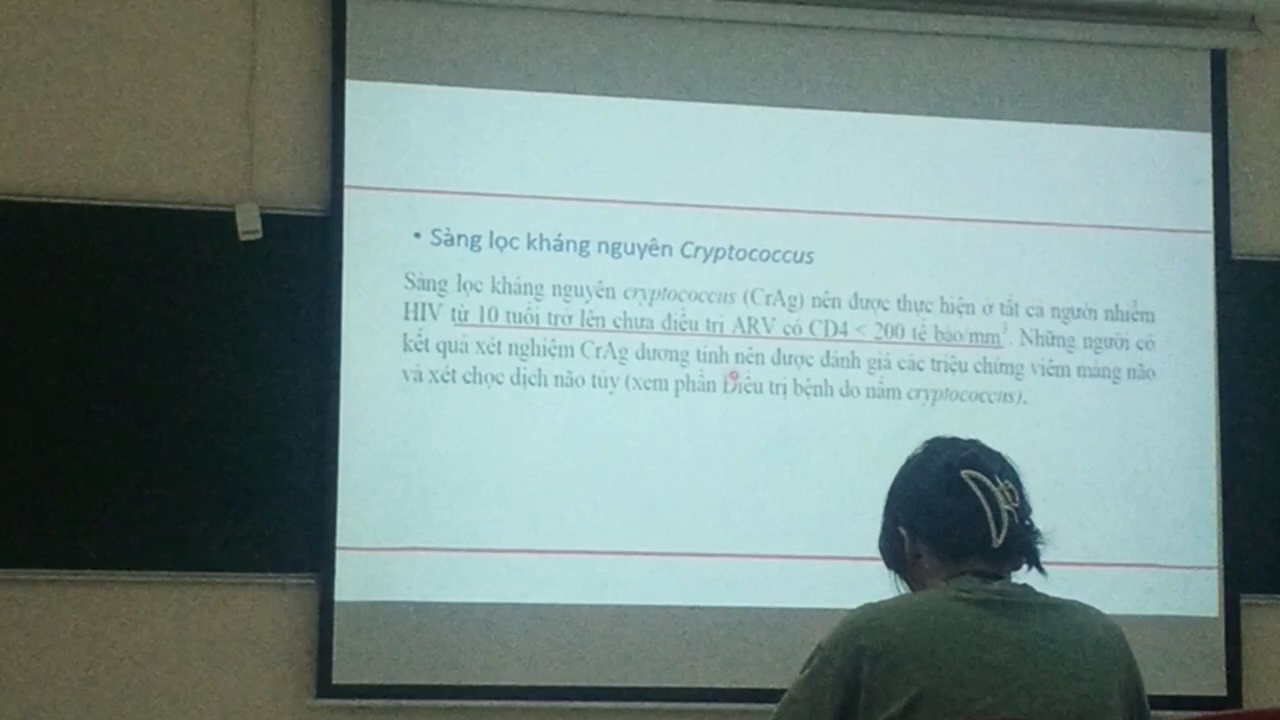 • Sàng lọc kháng nguyên Cryptococcus
Sàng lọc kháng nguyên cryptococcus (CrAg) nên được thực hiện ở tất cả người nhiễm
HIV từ 10 tuổi trở lên chưa điều trị ARV có CD4 < 200 tế bào/mm³. Những người có
kết quả xét nghiệm CrAg dương tính nên được đánh giá các triệu chứng viêm màng não
và xét chọc dịch não tủy (xem phần Điều trị bệnh do nấm cryptococcus).